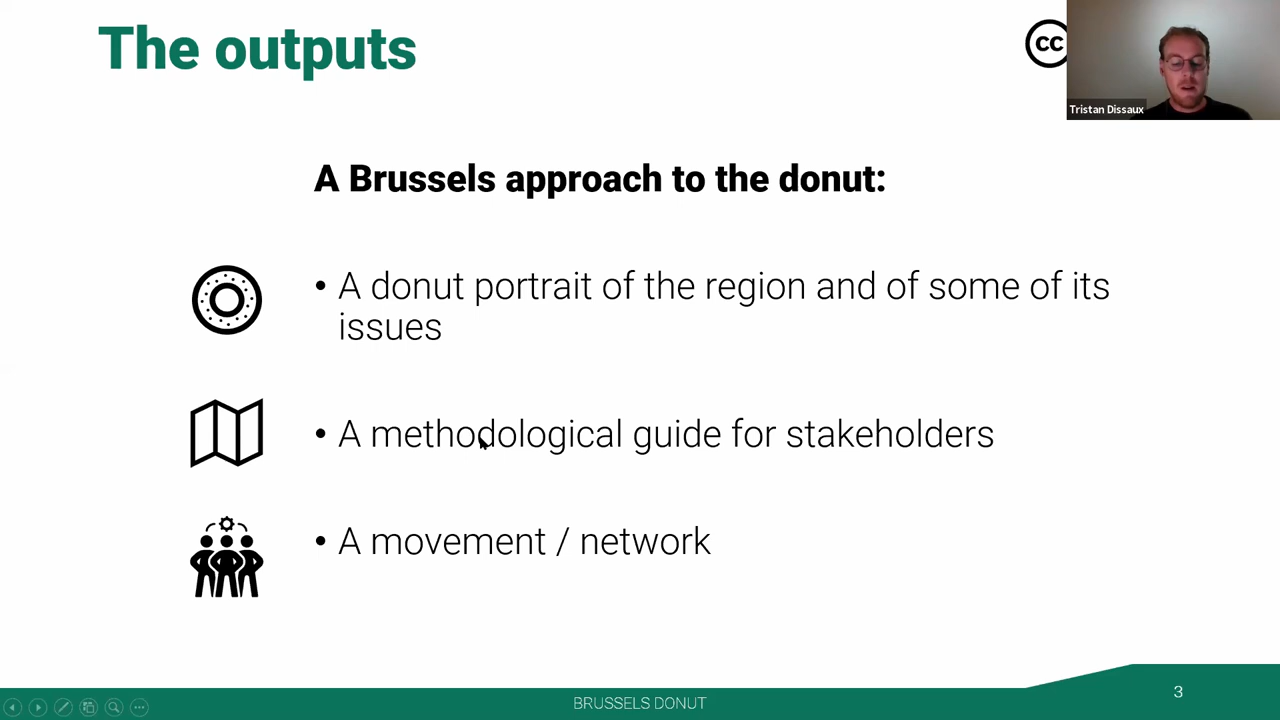 The outputs
cc
Tristan Dissaux
A Brussels approach to the donut:
• A donut portrait of the region and of some of its
issues
• A methodological guide for stakeholders
• A movement / network
BRUSSELS DONUT
3